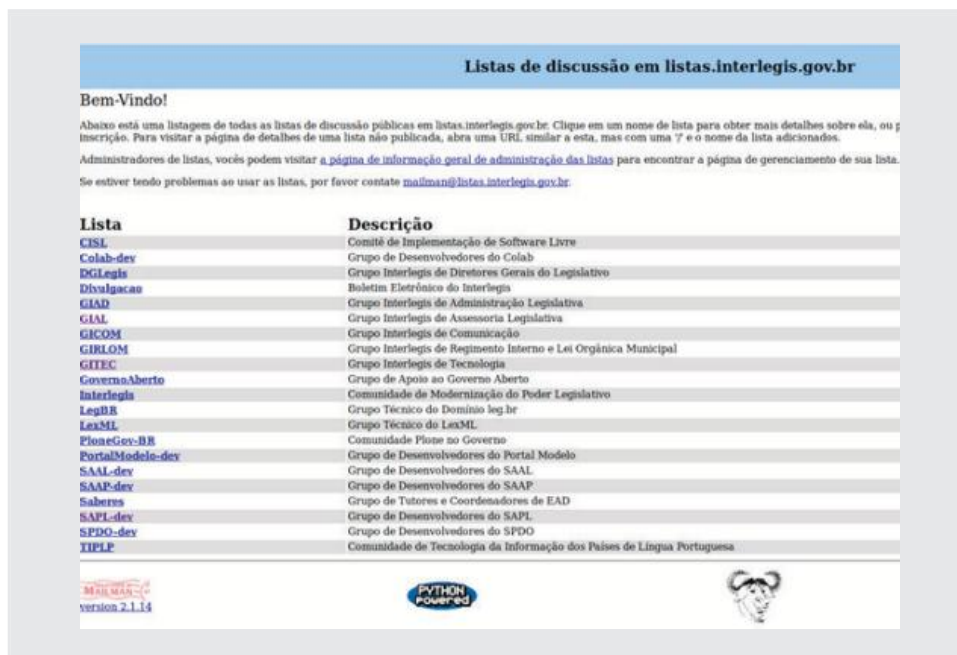 Listas de discussão em listas.interlegis.gov.br
Bem-Vindo!
Abaixo está uma listagem de todas as listas de discussão públicas em listas.interlegis.gov.br. Clique em um nome de lista para obter mais detalhes sobre ela, ou
inscrição. Para visitar a página de detalhes de uma lista não publicada, abra uma URL similar a esta, mas com uma '/' e o nome da lista adicionados.
Administradores de listas, vocês podem visitar a página de informação geral de administração das listas para encontrar a página de gerenciamento de sua lista.
Se estiver tendo problemas ao usar as listas, por favor contate mailman@listas.interlegis.gov.br.
Lista Descrição
CISL Comitê de Implementação de Software Livre
Colab-dev Grupo de Desenvolvedores do Colab
DGLegis Grupo Interlegis de Diretores Gerais do Legislativo
Divulgacao Boletim Eletrônico do Interlegis
GIAD Grupo Interlegis de Administração Legislativa
GIAL Grupo Interlegis de Assessoria Legislativa
GICOM Grupo Interlegis de Comunicação
GIRLOM Grupo Interlegis de Regimento Interno e Lei Orgânica Municipal
GITEC Grupo Interlegis de Tecnologia
GovernoAberto Grupo de Apoio ao Governo Aberto
Interlegis Comunidade de Modernização do Poder Legislativo
LegBR Grupo Técnico do Domínio leg.br
LexML Grupo Técnico do LexML
PloneGov-BR Comunidade Plone no Governo
PortalModelo-dev Grupo de Desenvolvedores do Portal Modelo
SAAL-dev Grupo de Desenvolvedores do SAAL
SAAP-dev Grupo de Desenvolvedores do SAAP
Saberes Grupo de Tutores e Coordenadores de EAD
SAPL-dev Grupo de Desenvolvedores do SAPL
SPDO-dev Grupo de Desenvolvedores do SPDO
TIPLP Comunidade de Tecnologia da Informação dos Países de Língua Portuguesa
MAILMAN
version 2.1.14
PYTHON
Powered